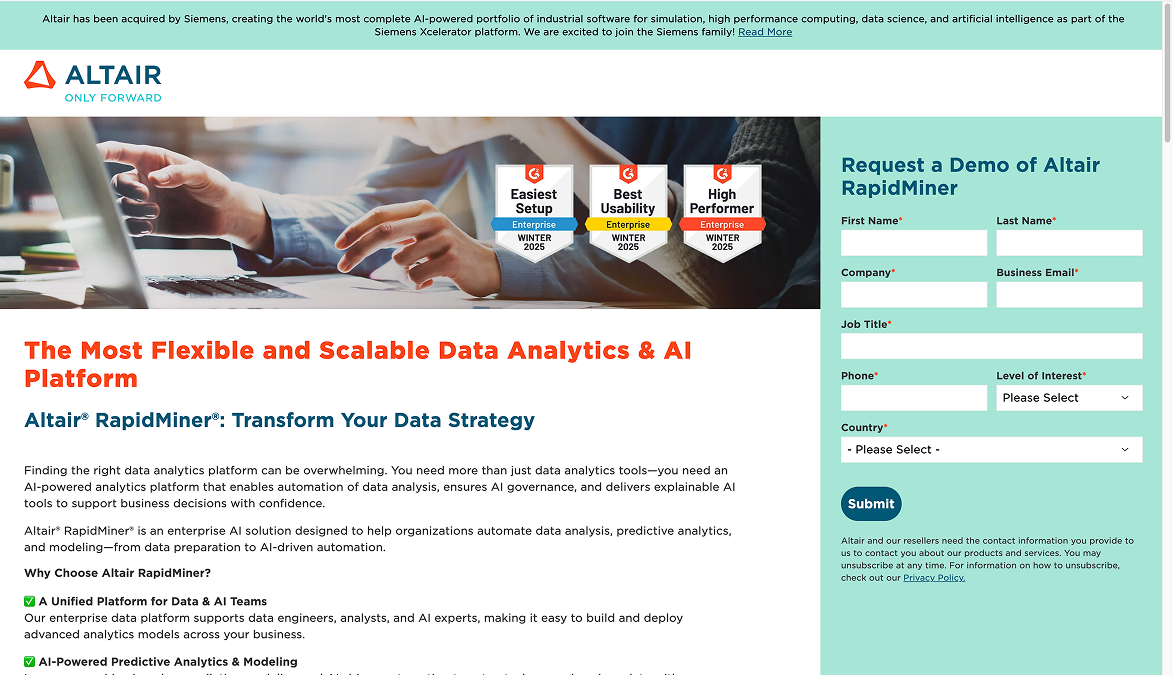 Altair has been acquired by Siemens, creating the world's most complete AI-powered portfolio of industrial software for simulation, high performance computing, data science, and artificial intelligence as part of the
Siemens Xcelerator platform. We are excited to join the Siemens family! Read More
ALTAIR
ONLY FORWARD
Easiest
Setup
Enterprise
WINTER
2025
Best
Usability
Enterprise
WINTER
2025
High
Performer
Enterprise
WINTER
2025
The Most Flexible and Scalable Data Analytics & AI
Platform
Altair® RapidMiner®: Transform Your Data Strategy
Finding the right data analytics platform can be overwhelming. You need more than just data analytics tools—you need an
AI-powered analytics platform that enables automation of data analysis, ensures AI governance, and delivers explainable AI
tools to support business decisions with confidence.
Altair® RapidMiner® is an enterprise AI solution designed to help organizations automate data analysis, predictive analytics,
and modeling—from data preparation to AI-driven automation.
Why Choose Altair RapidMiner?
✅ A Unified Platform for Data & AI Teams
Our enterprise data platform supports data engineers, analysts, and AI experts, making it easy to build and deploy
advanced analytics models across your business.
✅ AI-Powered Predictive Analytics & Modeling
Request a Demo of Altair
RapidMiner
First Name* Last Name*
Company* Business Email*
Job Title*
Phone* Level of Interest*
Please Select
Country*
- Please Select -
Submit
Altair and our resellers need the contact information you provide to
us to contact you about our products and services. You may
unsubscribe at any time. For information on how to unsubscribe,
check out our Privacy Policy.